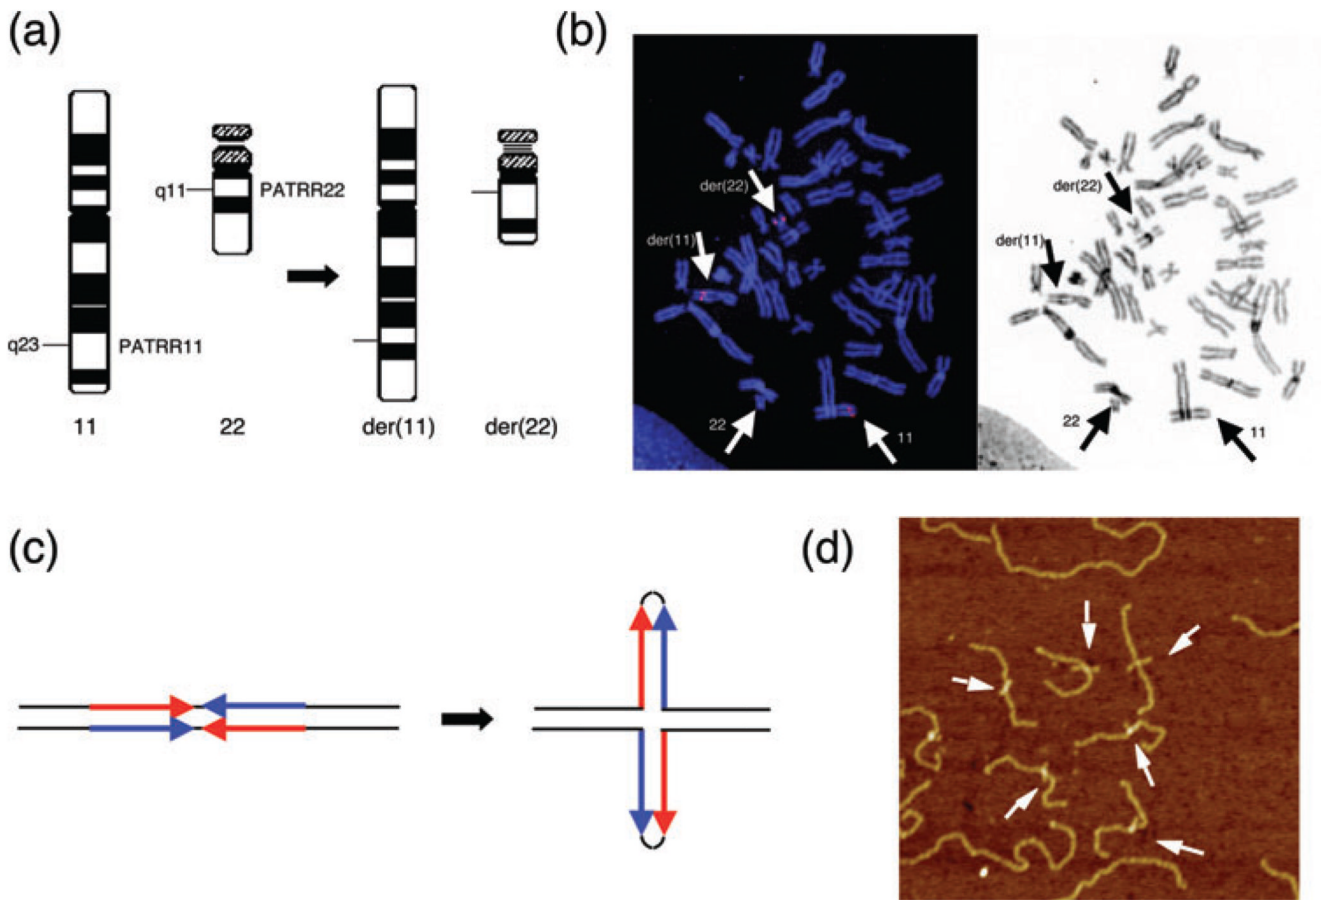 (a)
q11
PATRR22
q23
PATRR11
11
22
der(11)
der(22)
(b)
der(22)
der(11)
22
11
der(22)
der(11)
22
11
(c)
(d)